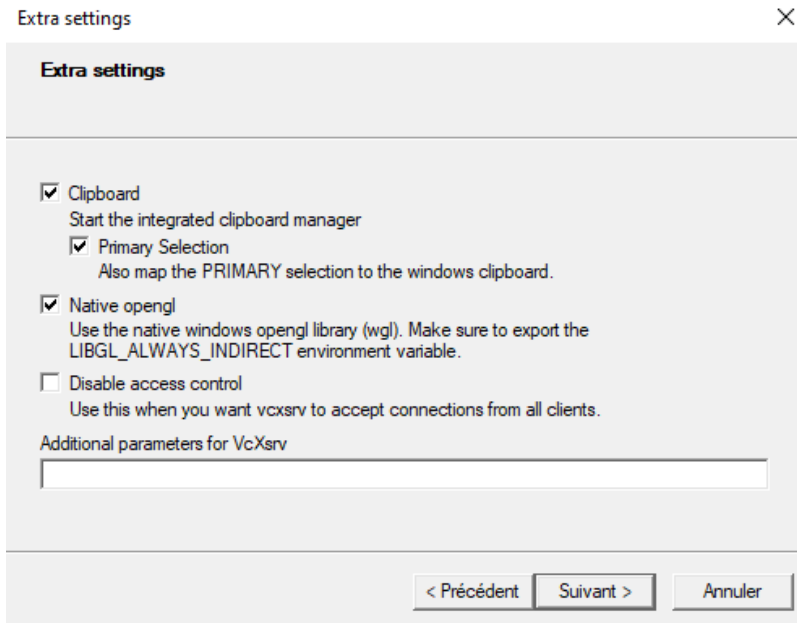 Extra settings
Extra settings
Clipboard
Start the integrated clipboard manager
Primary Selection
Also map the PRIMARY selection to the windows clipboard.
Native opengl
Use the native windows opengl library (wgl). Make sure to export the
LIBGL_ALWAYS_INDIRECT environment variable.
Disable access control
Use this when you want vcxsrv to accept connections from all clients.
Additional parameters for VcXsrv
< Précédent Suivant > Annuler